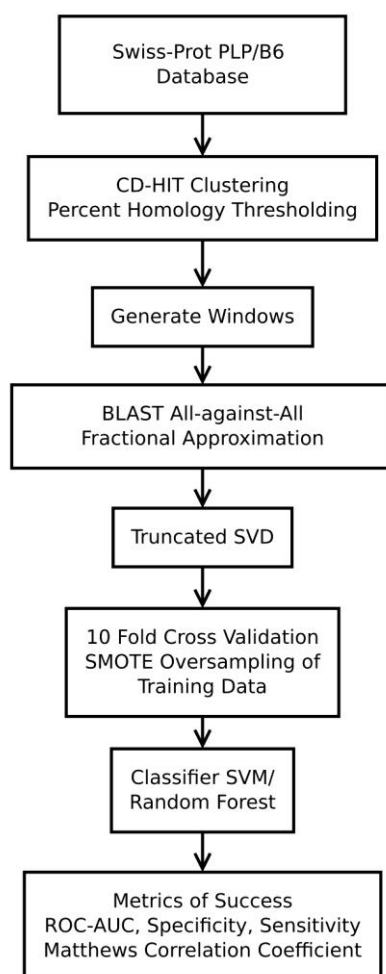 Swiss-Prot PLP/B6
Database
CD-HIT Clustering
Percent Homology Thresholding
Generate Windows
BLAST All-against-All
Fractional Approximation
Truncated SVD
10 Fold Cross Validation
SMOTE Oversampling of
Training Data
Classifier SVM/
Random Forest
Metrics of Success
ROC-AUC, Specificity, Sensitivity
Matthews Correlation Coefficient